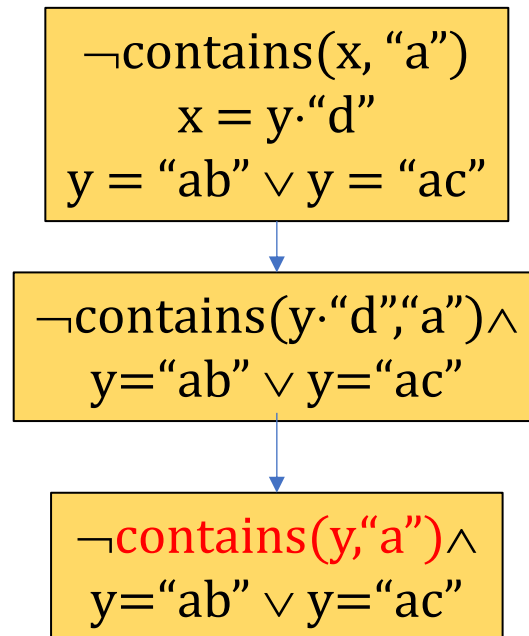 ¬contains(x, “a”)
x = y·“d”
y = “ab” ∨ y = “ac”
¬contains(y·“d”,“a”)∧
y=“ab” ∨ y=“ac”
¬contains(y,“a”)∧
y=“ab” ∨ y=“ac”